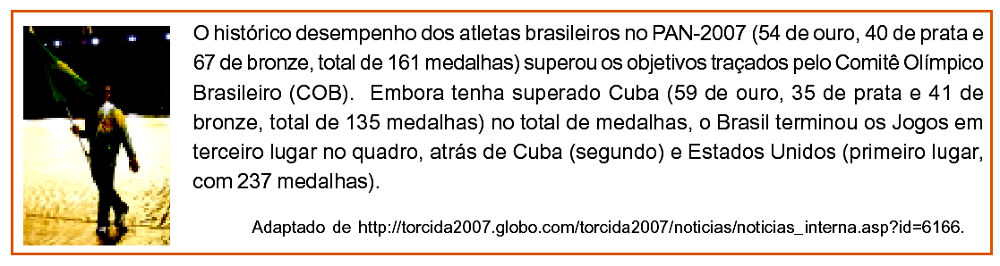 O histórico desempenho dos atletas brasileiros no PAN-2007 (54 de ouro, 40 de prata e
67 de bronze, total de 161 medalhas) superou os objetivos traçados pelo Comitê Olímpico
Brasileiro (COB). Embora tenha superado Cuba (59 de ouro, 35 de prata e 41 de
bronze, total de 135 medalhas) no total de medalhas, o Brasil terminou os Jogos em
terceiro lugar no quadro, atrás de Cuba (segundo) e Estados Unidos (primeiro lugar,
com 237 medalhas).
Adaptado de http://torcida2007.globo.com/torcida2007/noticias/noticias_interna.asp?id=6166.